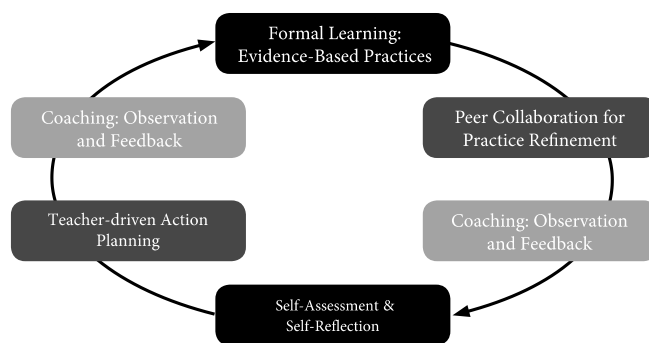 Formal Learning:
Evidence-Based Practices
Coaching: Observation
and Feedback
Peer Collaboration for
Practice Refinement
Teacher-driven Action
Planning
Coaching: Observation
and Feedback
Self-Assessment &
Self-Reflection